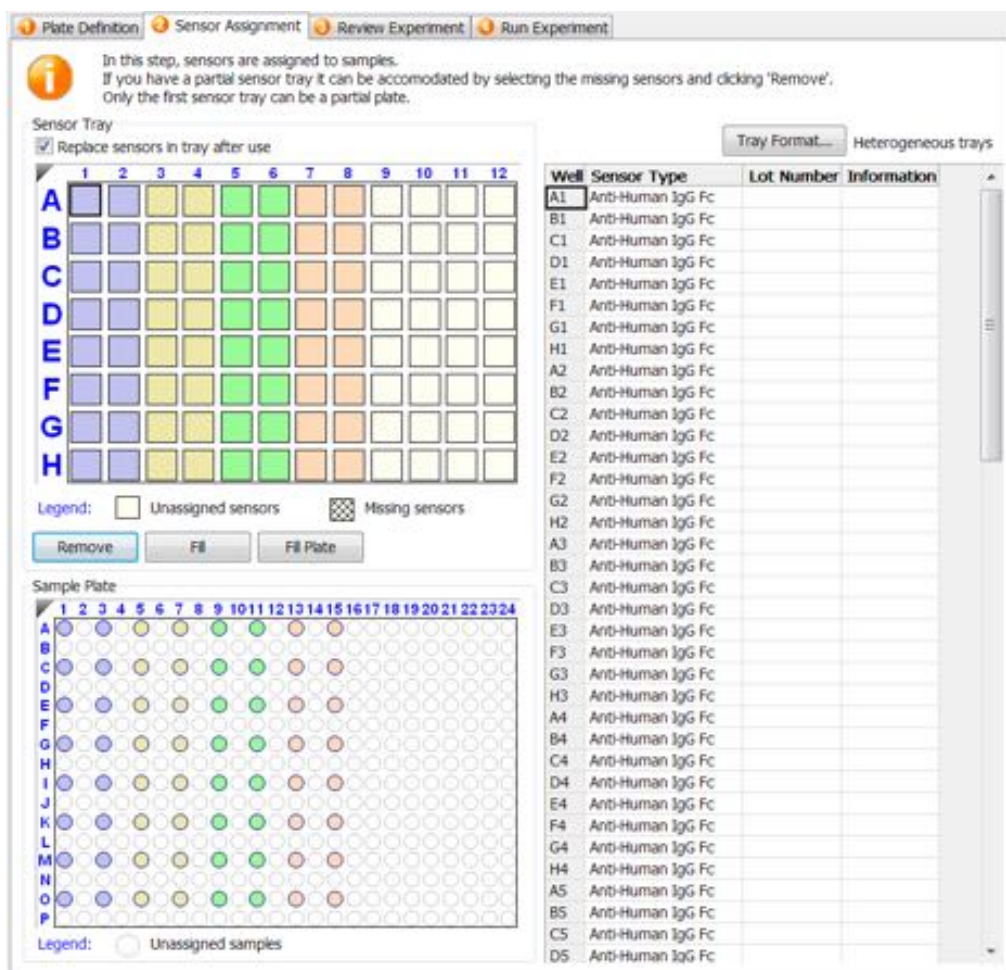 1 Plate Definition 2 Sensor Assignment 3 Review Experiment 4 Run Experiment
In this step, sensors are assigned to samples.
If you have a partial sensor tray it can be accomodated by selecting the missing sensors and clicking 'Remove'.
Only the first sensor tray can be a partial plate.
Sensor Tray
Replace sensors in tray after use
1 2 3 4 5 6 7 8 9 10 11 12
A
B
C
D
E
F
G
H
Legend: Unassigned sensors Missing sensors
Remove Fill Fill Plate
Sample Plate
1 2 3 4 5 6 7 8 9 10 11 12 13 14 15 16 17 18 19 20 21 22 23 24
A
B
C
D
E
F
G
H
I
J
K
L
M
N
O
P
Legend: Unassigned samples
Tray Format... Heterogeneous trays
Well Sensor Type Lot Number Information
A1 Anti-Human IgG Fc
B1 Anti-Human IgG Fc
C1 Anti-Human IgG Fc
D1 Anti-Human IgG Fc
E1 Anti-Human IgG Fc
F1 Anti-Human IgG Fc
G1 Anti-Human IgG Fc
H1 Anti-Human IgG Fc
A2 Anti-Human IgG Fc
B2 Anti-Human IgG Fc
C2 Anti-Human IgG Fc
D2 Anti-Human IgG Fc
E2 Anti-Human IgG Fc
F2 Anti-Human IgG Fc
G2 Anti-Human IgG Fc
H2 Anti-Human IgG Fc
A3 Anti-Human IgG Fc
B3 Anti-Human IgG Fc
C3 Anti-Human IgG Fc
D3 Anti-Human IgG Fc
E3 Anti-Human IgG Fc
F3 Anti-Human IgG Fc
G3 Anti-Human IgG Fc
H3 Anti-Human IgG Fc
A4 Anti-Human IgG Fc
B4 Anti-Human IgG Fc
C4 Anti-Human IgG Fc
D4 Anti-Human IgG Fc
E4 Anti-Human IgG Fc
F4 Anti-Human IgG Fc
G4 Anti-Human IgG Fc
H4 Anti-Human IgG Fc
A5 Anti-Human IgG Fc
B5 Anti-Human IgG Fc
C5 Anti-Human IgG Fc
D5 Anti-Human IgG Fc